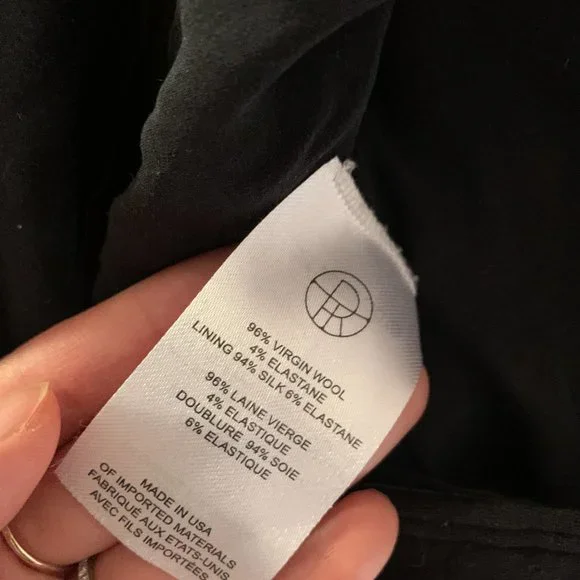 96% VIRGIN WOOL
4% ELASTANE
LINING 94% SILK 6% ELASTANE
96% LAINE VIERGE
4% ELASTIQUE
DOUBLURE 94% SOIE
6% ELASTIQUE
MADE IN USA
OF IMPORTED MATERIALS
FABRIQUÉ AUX ETATS-UNIS
AVEC FILS IMPORTÉES